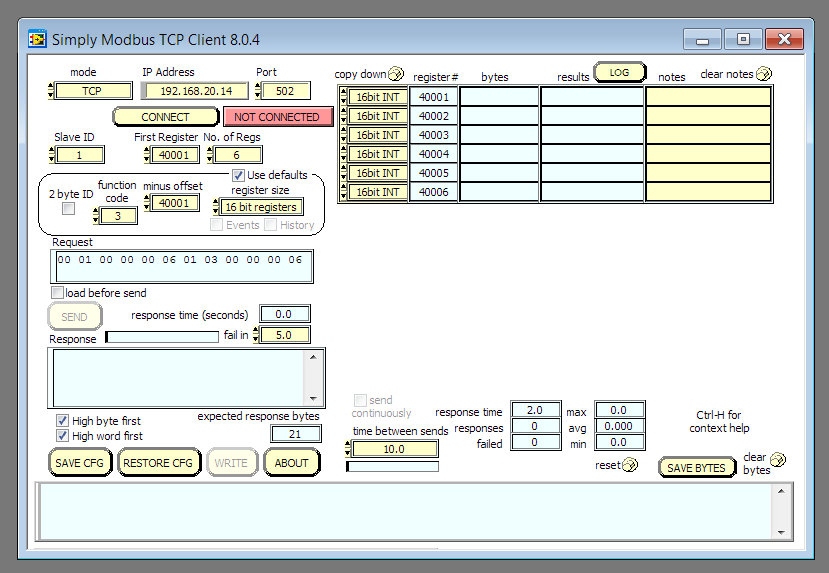 Simply Modbus TCP Client 8.0.4
mode IP Address Port
TCP 192.168.20.14 502
CONNECT NOT CONNECTED
Slave ID First Register No. of Regs
1 40001 6
Use defaults
2 byte ID function code minus offset register size
3 40001 16 bit registers
Events History
Request
00 01 00 00 00 06 01 03 00 00 00 06
load before send
SEND response time (seconds) 0.0
Response fail in 5.0
High byte first
High word first
expected response bytes
21
SAVE CFG RESTORE CFG WRITE ABOUT
copy down register# bytes results LOG notes clear notes
16bit INT 40001
16bit INT 40002
16bit INT 40003
16bit INT 40004
16bit INT 40005
16bit INT 40006
send
continuously
time between sends
10.0
response time 2.0 max 0.0
responses 0 avg 0.000
failed 0 min 0.0
reset
Ctrl-H for
context help
SAVE BYTES
clear
bytes